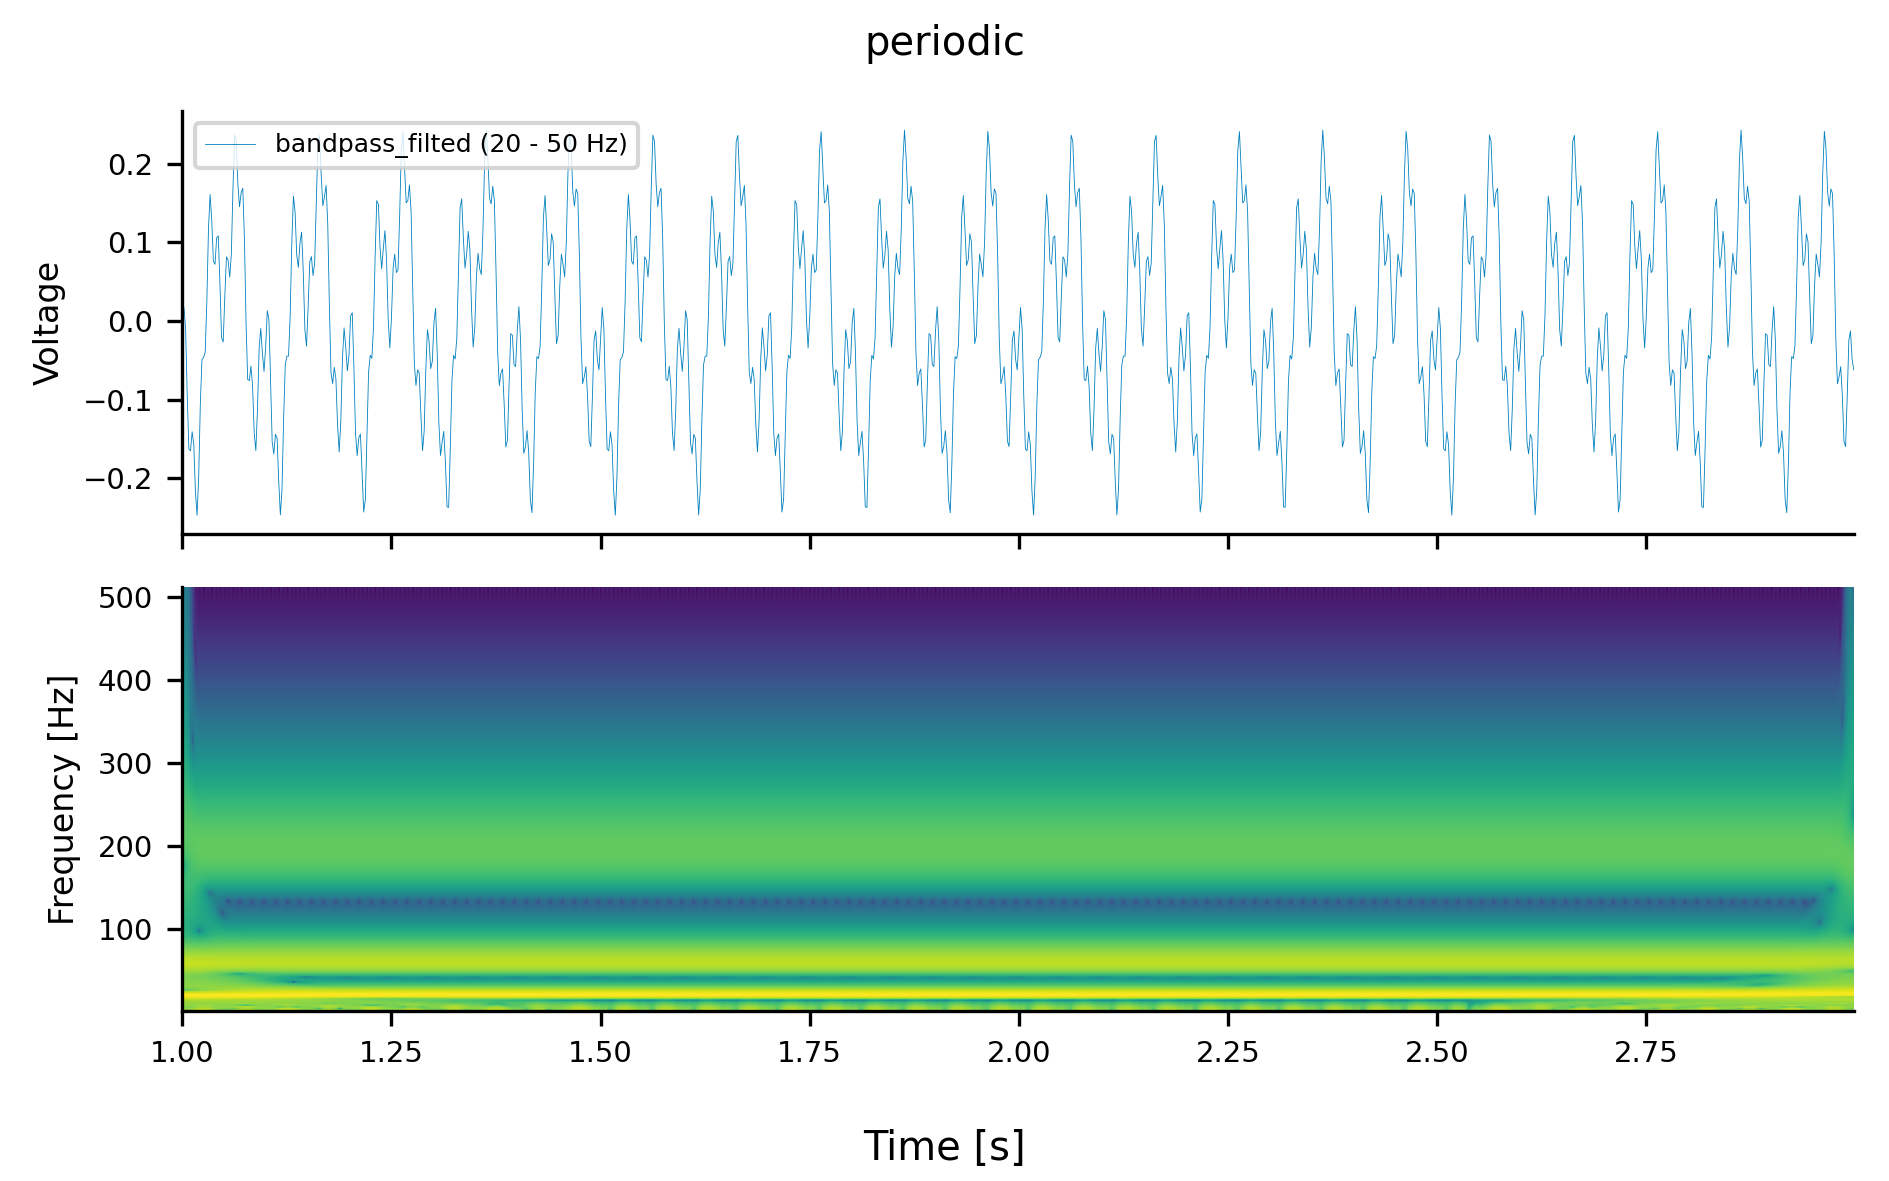 periodic
bandpass_filted (20 - 50 Hz)
Voltage
0.2
0.1
0.0
−0.1
−0.2
Frequency [Hz]
500
400
300
200
100
1.00 1.25 1.50 1.75 2.00 2.25 2.50 2.75
Time [s]